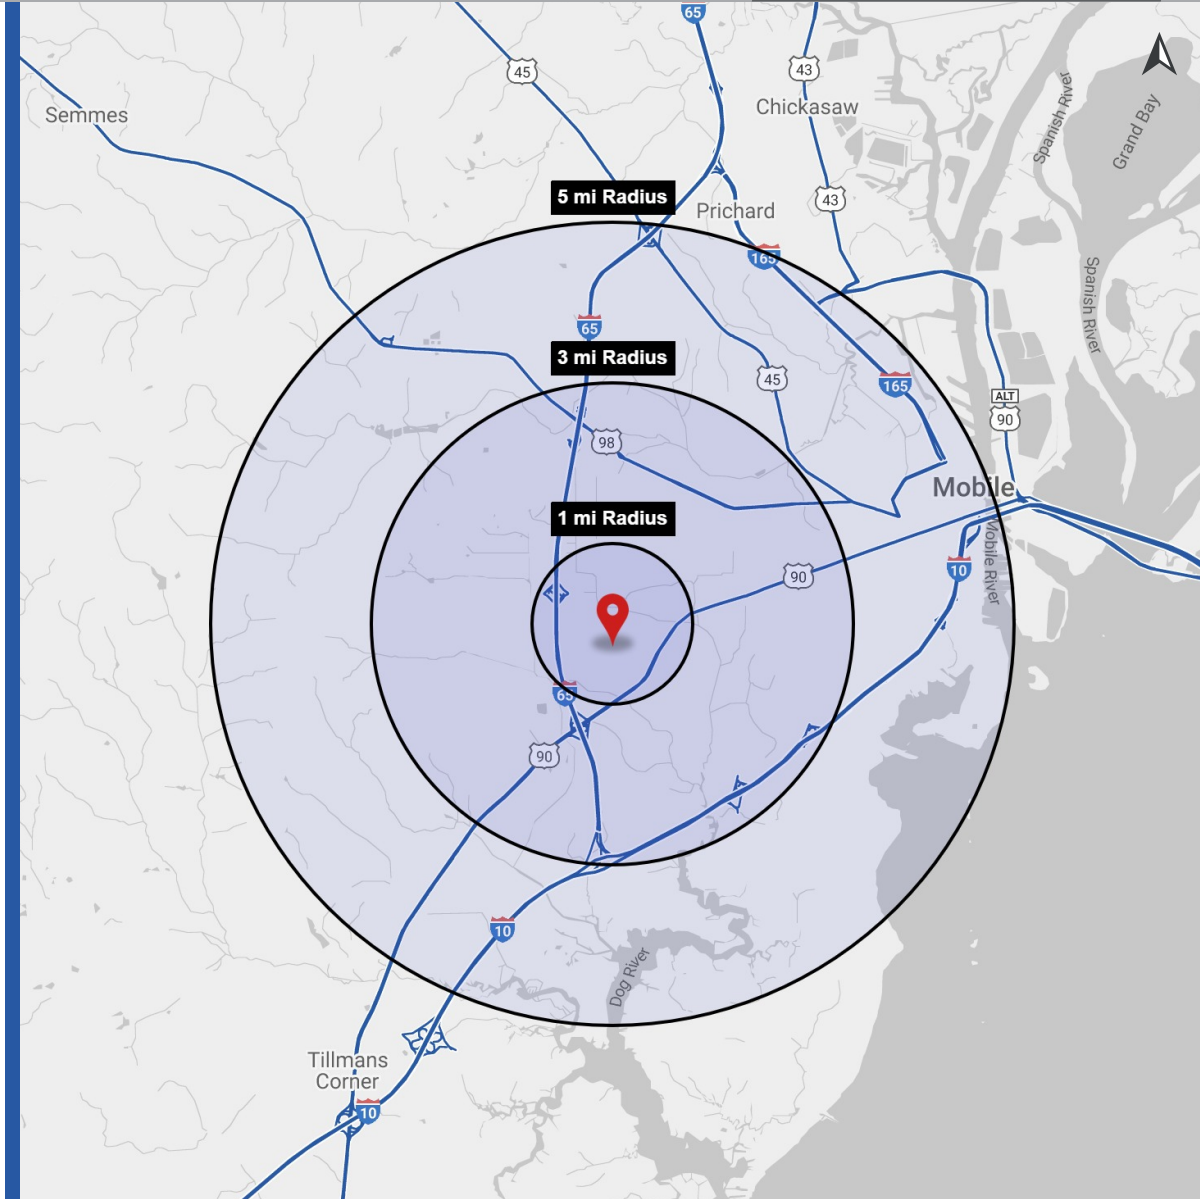 65
45
43
Chickasaw
Semmes
Spanish River
Grand Bay
5 mi Radius
43
Prichard
165
Spanish River
65
3 mi Radius
45
165
ALT
90
98
Mobile
1 mi Radius
Mobile River
10
90
65
90
10
Dog River
Tillmans
Corner
10